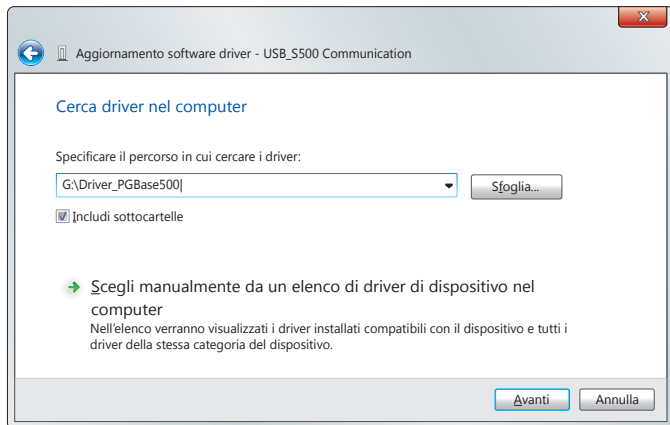 Aggiornamento software driver - USB_S500 Communication
Cerca driver nel computer
Specificare il percorso in cui cercare i driver:
G:\Driver_PGBase500
Sfoglia...
Includi sottocartelle
Scegli manualmente da un elenco di driver di dispositivo nel
computer
Nell'elenco verranno visualizzati i driver installati compatibili con il dispositivo e tutti i
driver della stessa categoria del dispositivo.
Avanti Annulla